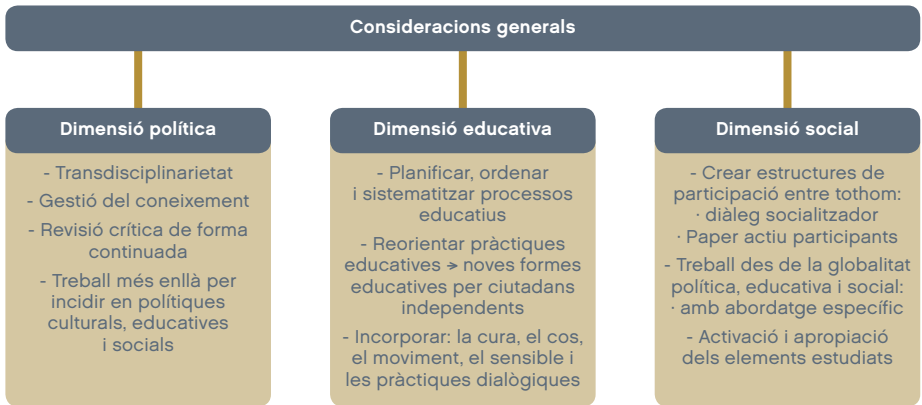 Consideracions generals
Dimensió política
- Transdisciplinarietat
- Gestió del coneixement
- Revisió crítica de forma
continuada
- Treball més enllà per
incidir en polítiques
culturals, educatives
i socials
Dimensió educativa
- Planificar, ordenar
i sistematitzar processos
educatius
- Reorientar pràctiques
educatives → noves formes
educatives per ciutadans
independents
- Incorporar: la cura, el cos,
el moviment, el sensible i
les pràctiques dialògiques
Dimensió social
- Crear estructures de
participació entre tothom:
· diàleg socialitzador
· Paper actiu participants
- Treball des de la globalitat
política, educativa i social:
· amb abordatge específic
- Activació i apropiació
dels elements estudiats